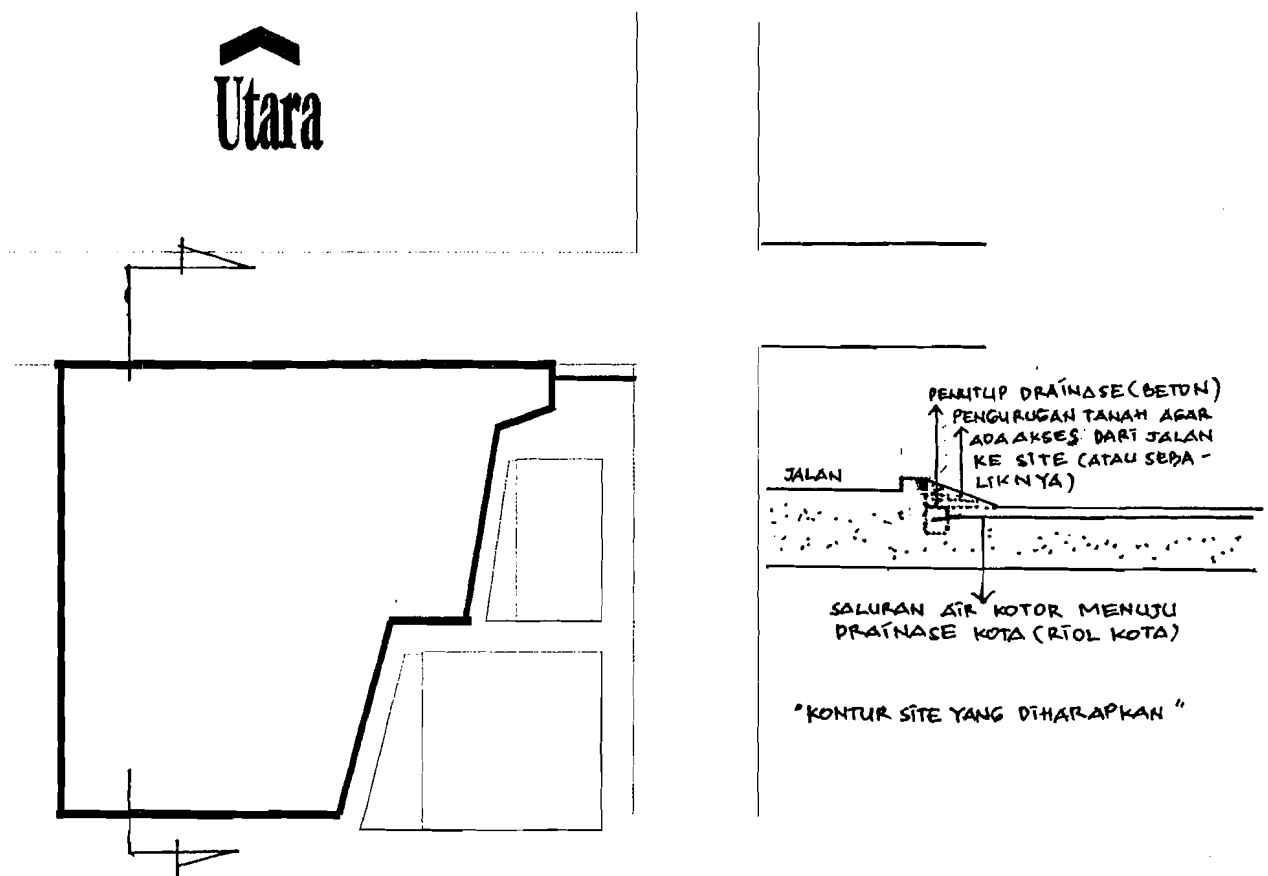 Utara
PENUTUP DRAINASE (BETON)
PENGURUGAN TANAH AGAR
ADA AKSES DARI JALAN
KE SITE (ATAU SEBA-
LIKNYA)
JALAN
SALURAN AIR KOTOR MENUJU
DRAINASE KOTA (RIOL KOTA)
"KONTUR SITE YANG DIHARAPKAN"